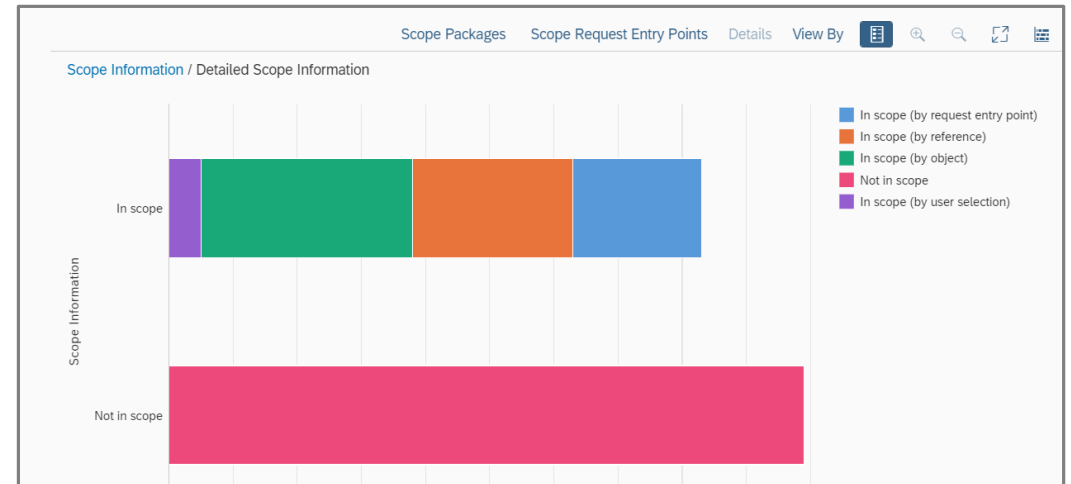 Scope Packages Scope Request Entry Points Details View By
Scope Information / Detailed Scope Information
In scope (by request entry point)
In scope (by reference)
In scope (by object)
Not in scope
In scope (by user selection)
In scope
Scope Information
Not in scope